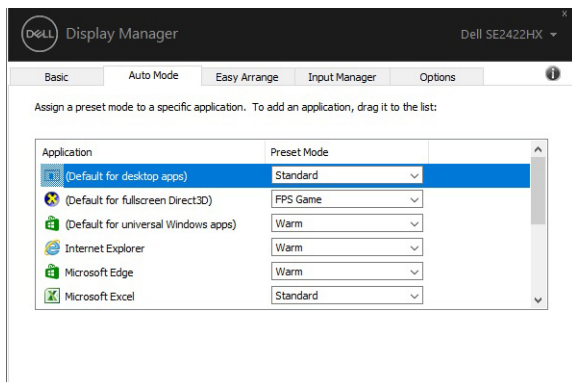 DELL Display Manager
Dell SE2422HX
x
Basic Auto Mode Easy Arrange Input Manager Options
Assign a preset mode to a specific application. To add an application, drag it to the list:
Application Preset Mode
(Default for desktop apps) Standard
(Default for fullscreen Direct3D) FPS Game
(Default for universal Windows apps) Warm
Internet Explorer Warm
Microsoft Edge Warm
Microsoft Excel Standard